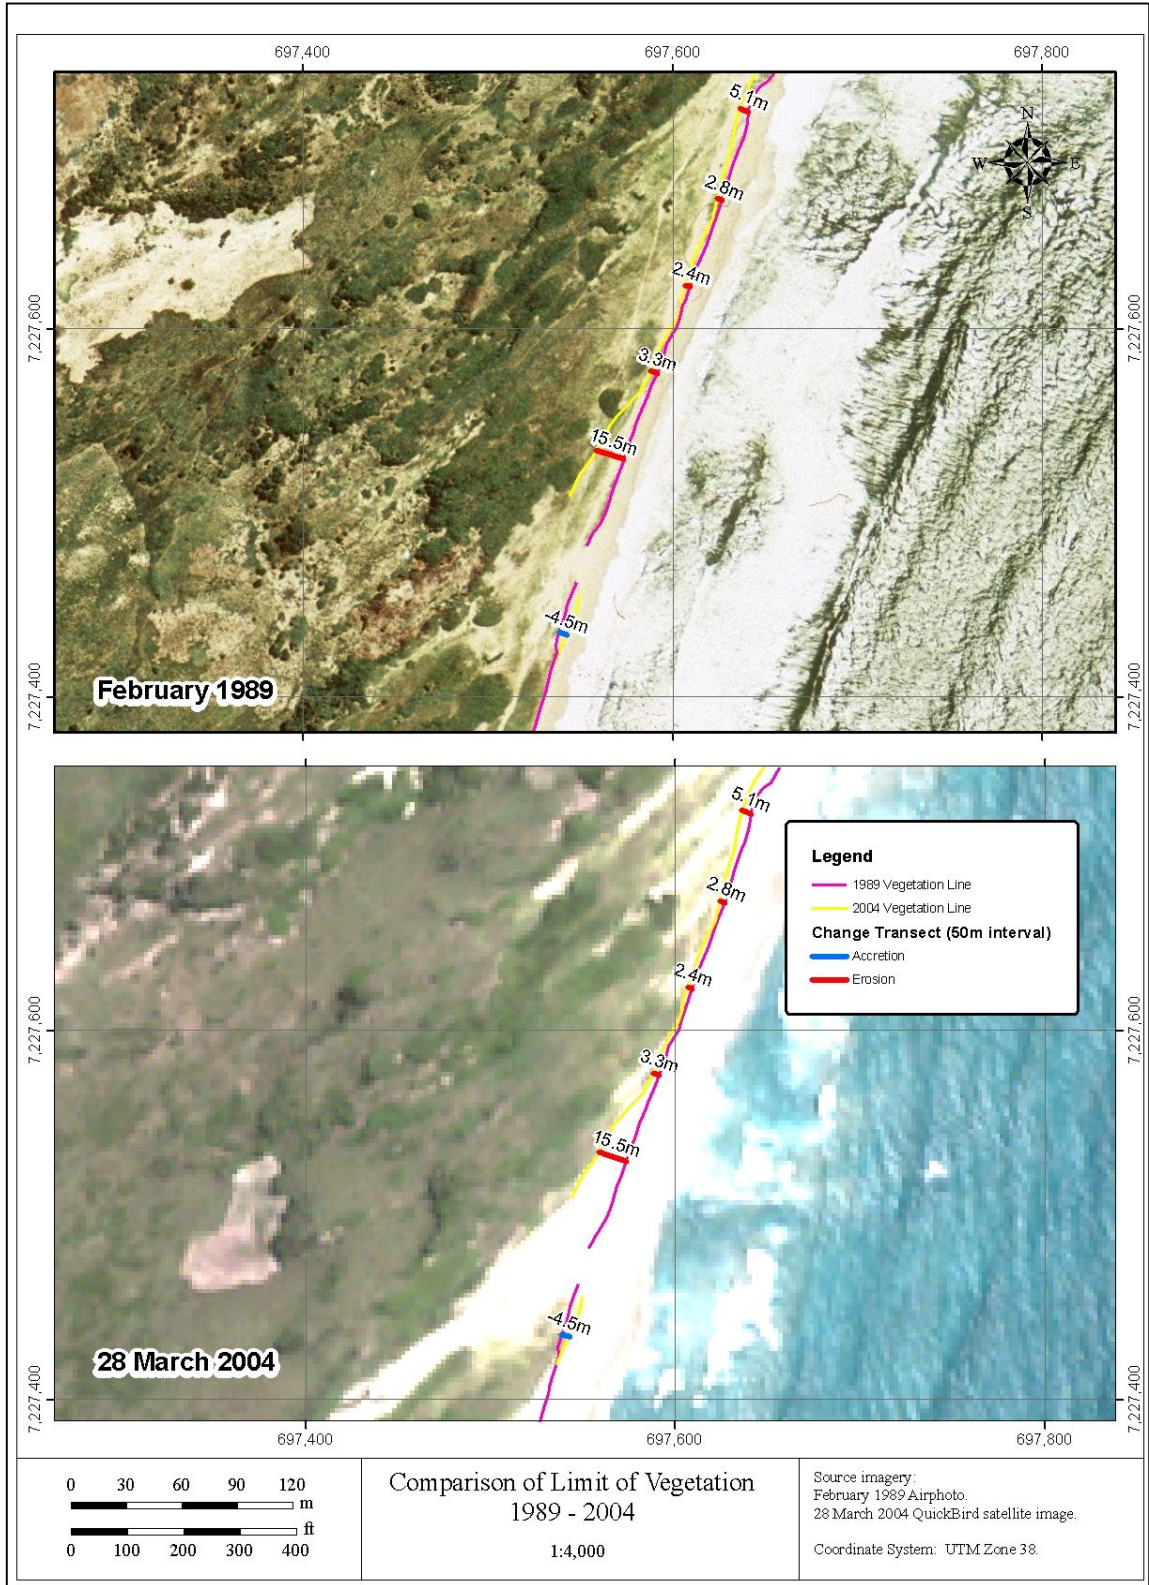 697,400 697,600 697,800
5.1m
N
W E
S
2.8m
2.4m
7,227,600 7,227,600
3.3m
15.5m
-4.5m
February 1989
7,227,400 7,227,400
5.1m
Legend
1989 Vegetation Line
2004 Vegetation Line
Change Transect (50m interval)
Accretion
Erosion
2.8m
2.4m
7,227,600 7,227,600
3.3m
15.5m
-4.5m
28 March 2004
7,227,400 7,227,400
697,400 697,600 697,800
0 30 60 90 120
m
ft
0 100 200 300 400
Comparison of Limit of Vegetation
1989 - 2004
1:4,000
Source imagery:
February 1989 Airphoto.
28 March 2004 QuickBird satellite image.
Coordinate System: UTM Zone 38.